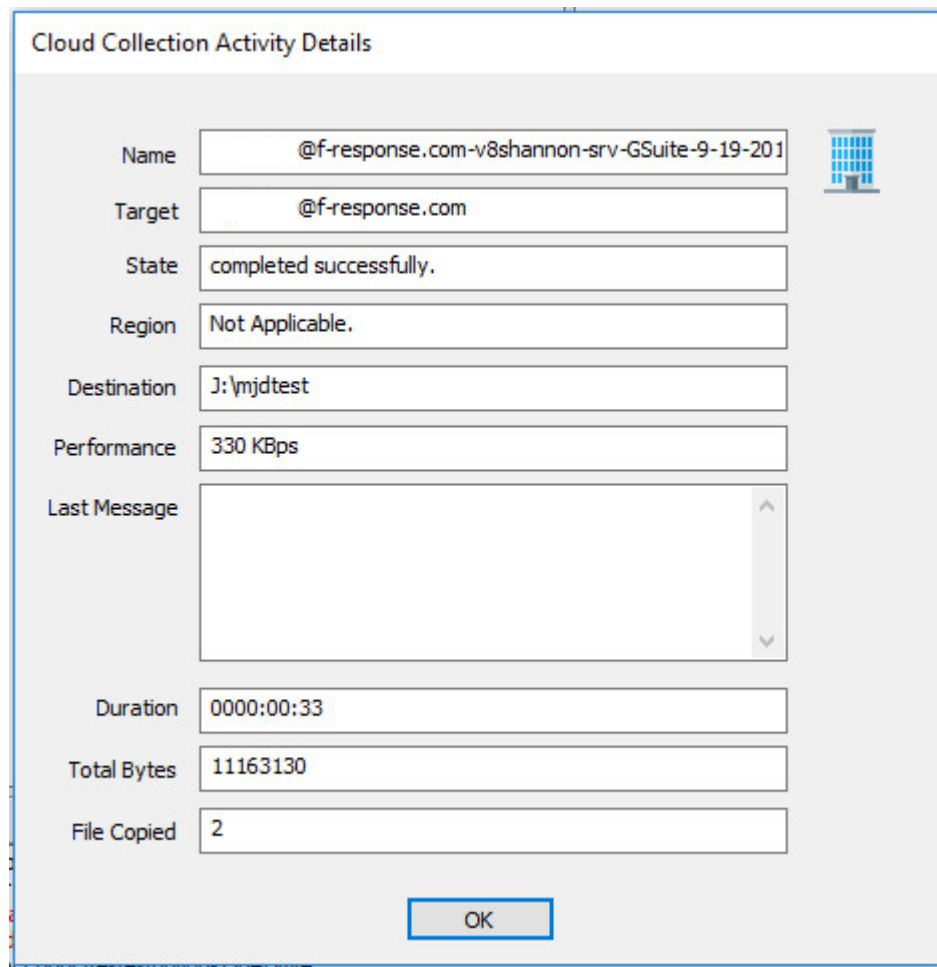 Cloud Collection Activity Details
Name @f-response.com-v8shannon-srv-GSuite-9-19-201
Target @f-response.com
State completed successfully.
Region Not Applicable.
Destination J:\mjdtest
Performance 330 KBps
Last Message
Duration 0000:00:33
Total Bytes 11163130
File Copied 2
OK